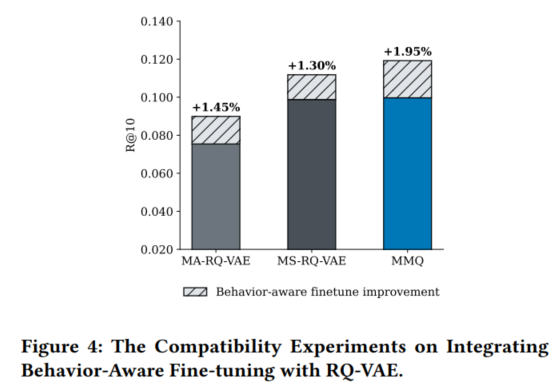 0.140
0.120
0.100
0.080
0.060
0.040
0.020
R@10
+1.45%
+1.30%
+1.95%
MA-RQ-VAE MS-RQ-VAE MMQ
Behavior-aware finetune improvement
Figure 4: The Compatibility Experiments on Integrating
Behavior-Aware Fine-tuning with RQ-VAE.